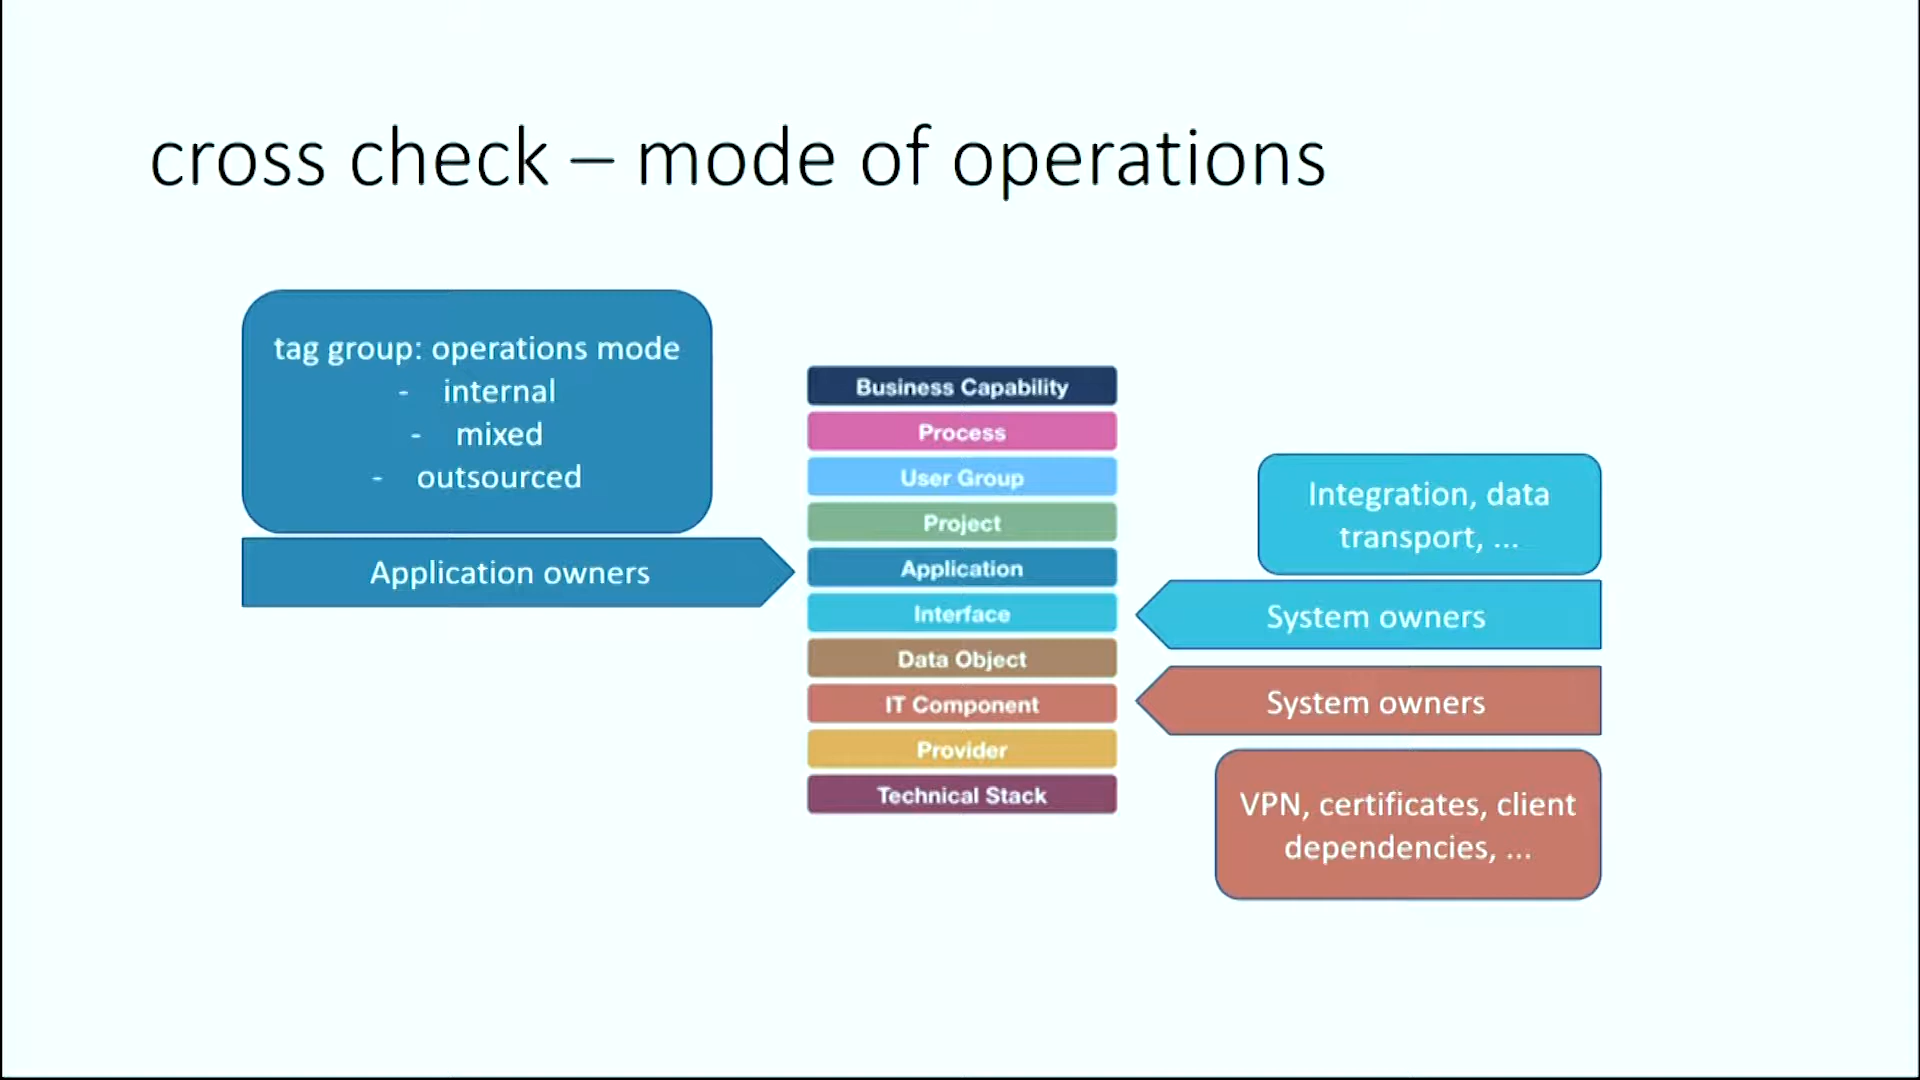 cross check – mode of operations
tag group: operations mode
- internal
- mixed
- outsourced
Application owners
Business Capability
Process
User Group
Project
Application
Interface
Data Object
IT Component
Provider
Technical Stack
Integration, data
transport, ...
System owners
System owners
VPN, certificates, client
dependencies, ...